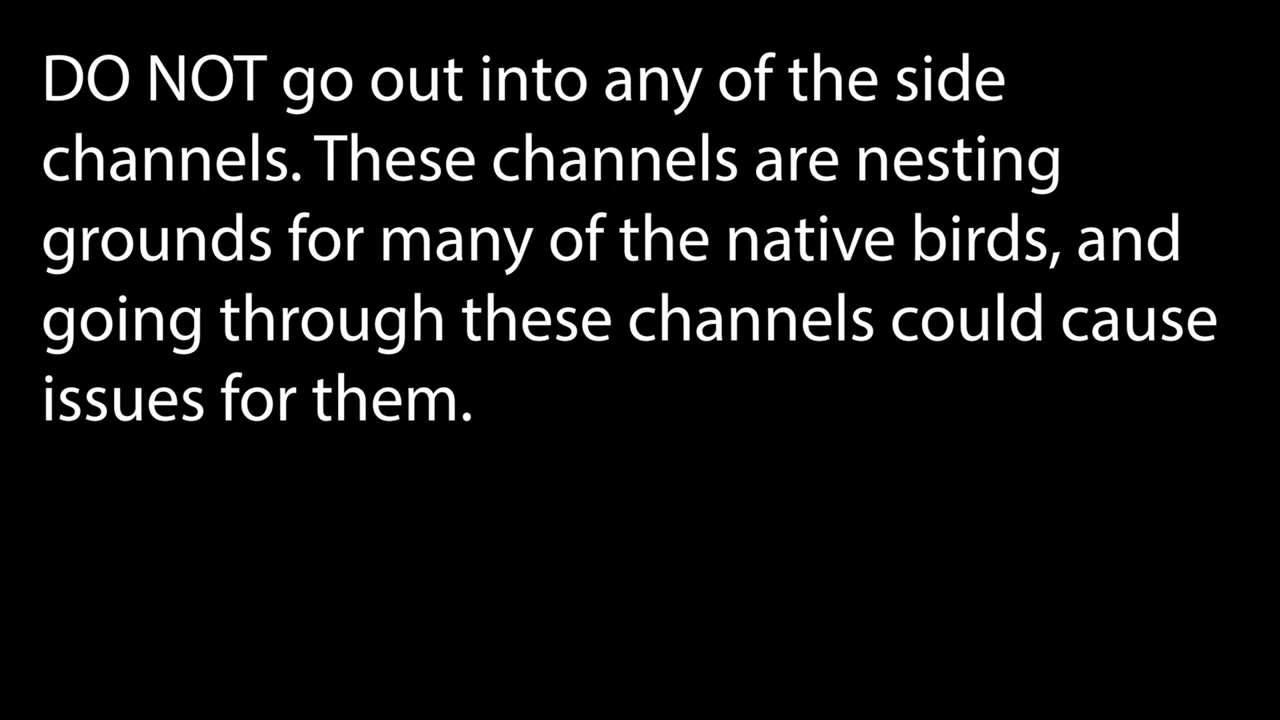 DO NOT go out into any of the side
channels. These channels are nesting
grounds for many of the native birds, and
going through these channels could cause
issues for them.